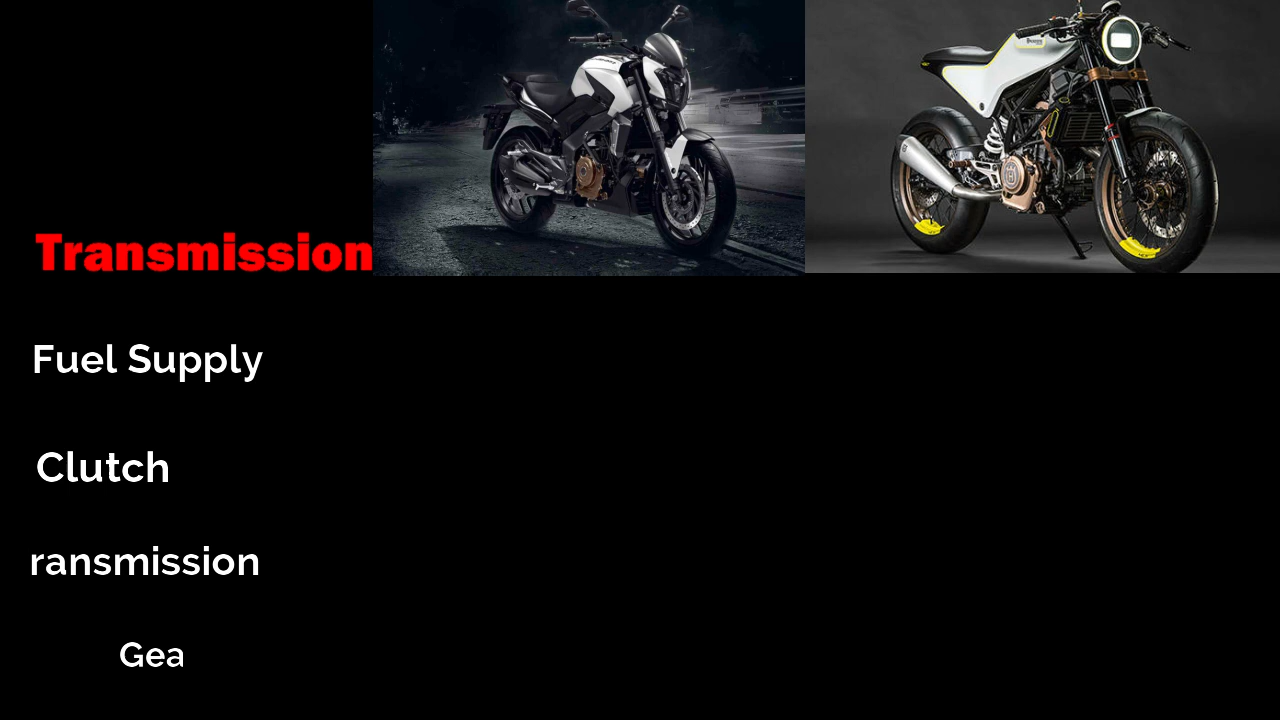 Transmission
Fuel Supply
Clutch
ransmission
Gea